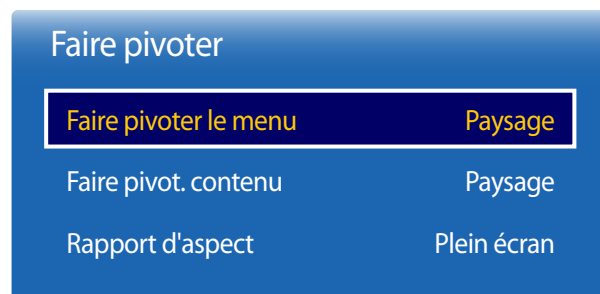 Faire pivoter
Faire pivoter le menu Paysage
Faire pivot. contenu Paysage
Rapport d'aspect Plein écran